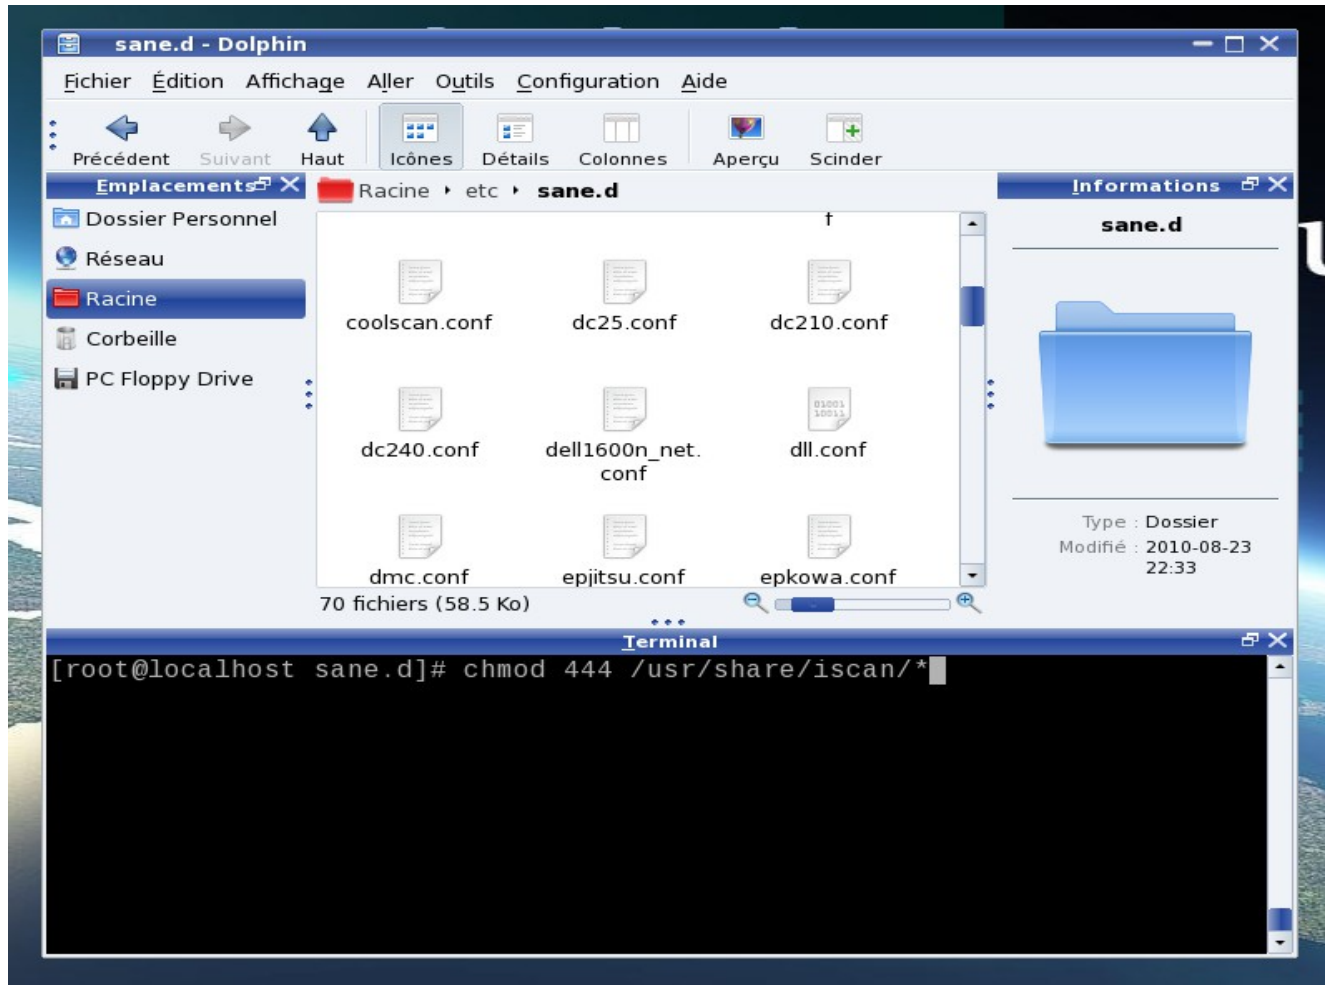 sane.d - Dolphin
Fichier Édition Affichage Aller Outils Configuration Aide
Précédent Suivant Haut Icônes Détails Colonnes Aperçu Scinder
Emplacements
Dossier Personnel
Réseau
Racine
Corbeille
PC Floppy Drive
Racine etc sane.d
f
coolscan.conf dc25.conf dc210.conf
dc240.conf dell1600n_net. dll.conf
conf
dmc.conf epjitsu.conf epkowa.conf
70 fichiers (58.5 Ko)
Informations
sane.d
Type : Dossier
Modifié : 2010-08-23
22:33
Terminal
[root@localhost sane.d]# chmod 444 /usr/share/iscan/*